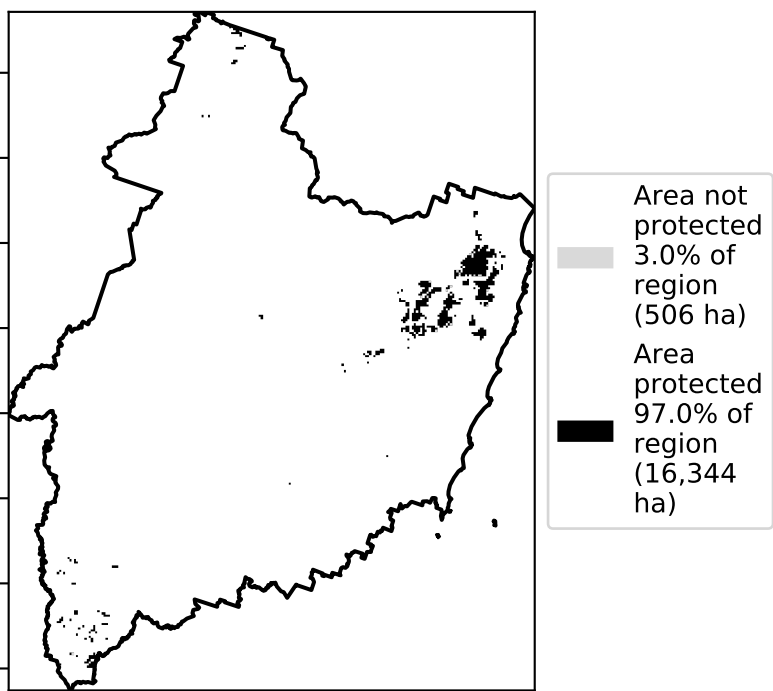 Area not
protected
3.0% of
region
(506 ha)
Area
protected
97.0% of
region
(16,344
ha)